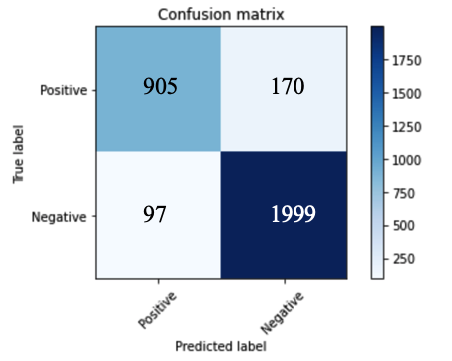 Confusion matrix
True label
Positive
905 170
Negative
97 1999
Positive Negative
Predicted label
1750
1500
1250
1000
750
500
250